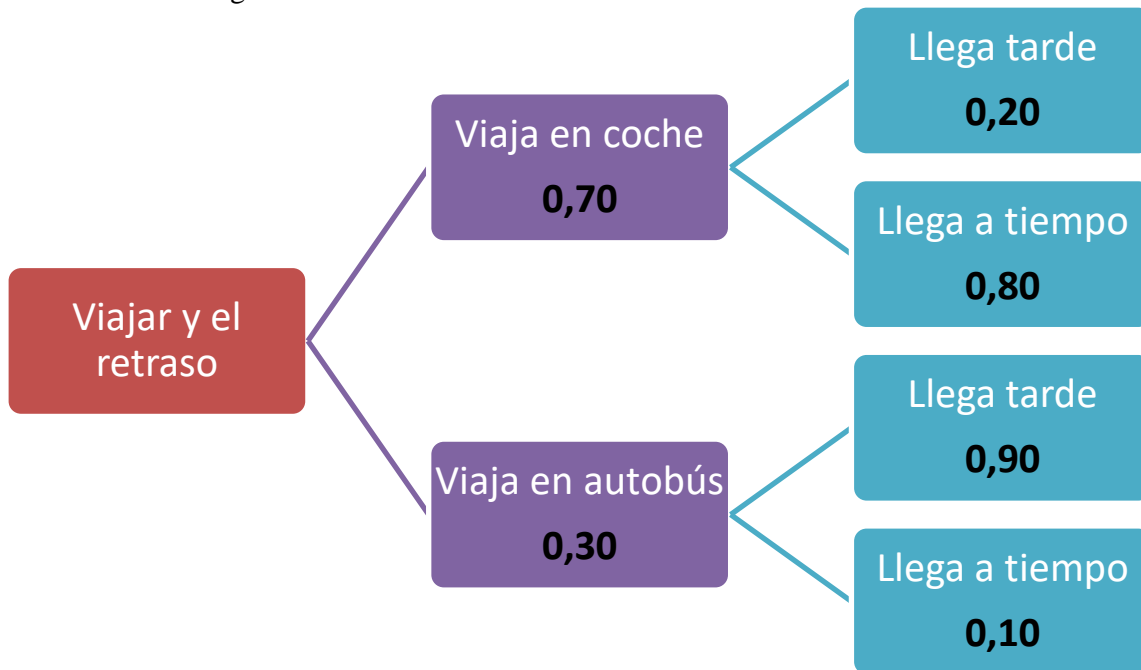 Viajar y el
retraso
Viaja en coche
0,70
Llega tarde
0,20
Llega a tiempo
0,80
Viaja en autobús
0,30
Llega tarde
0,90
Llega a tiempo
0,10